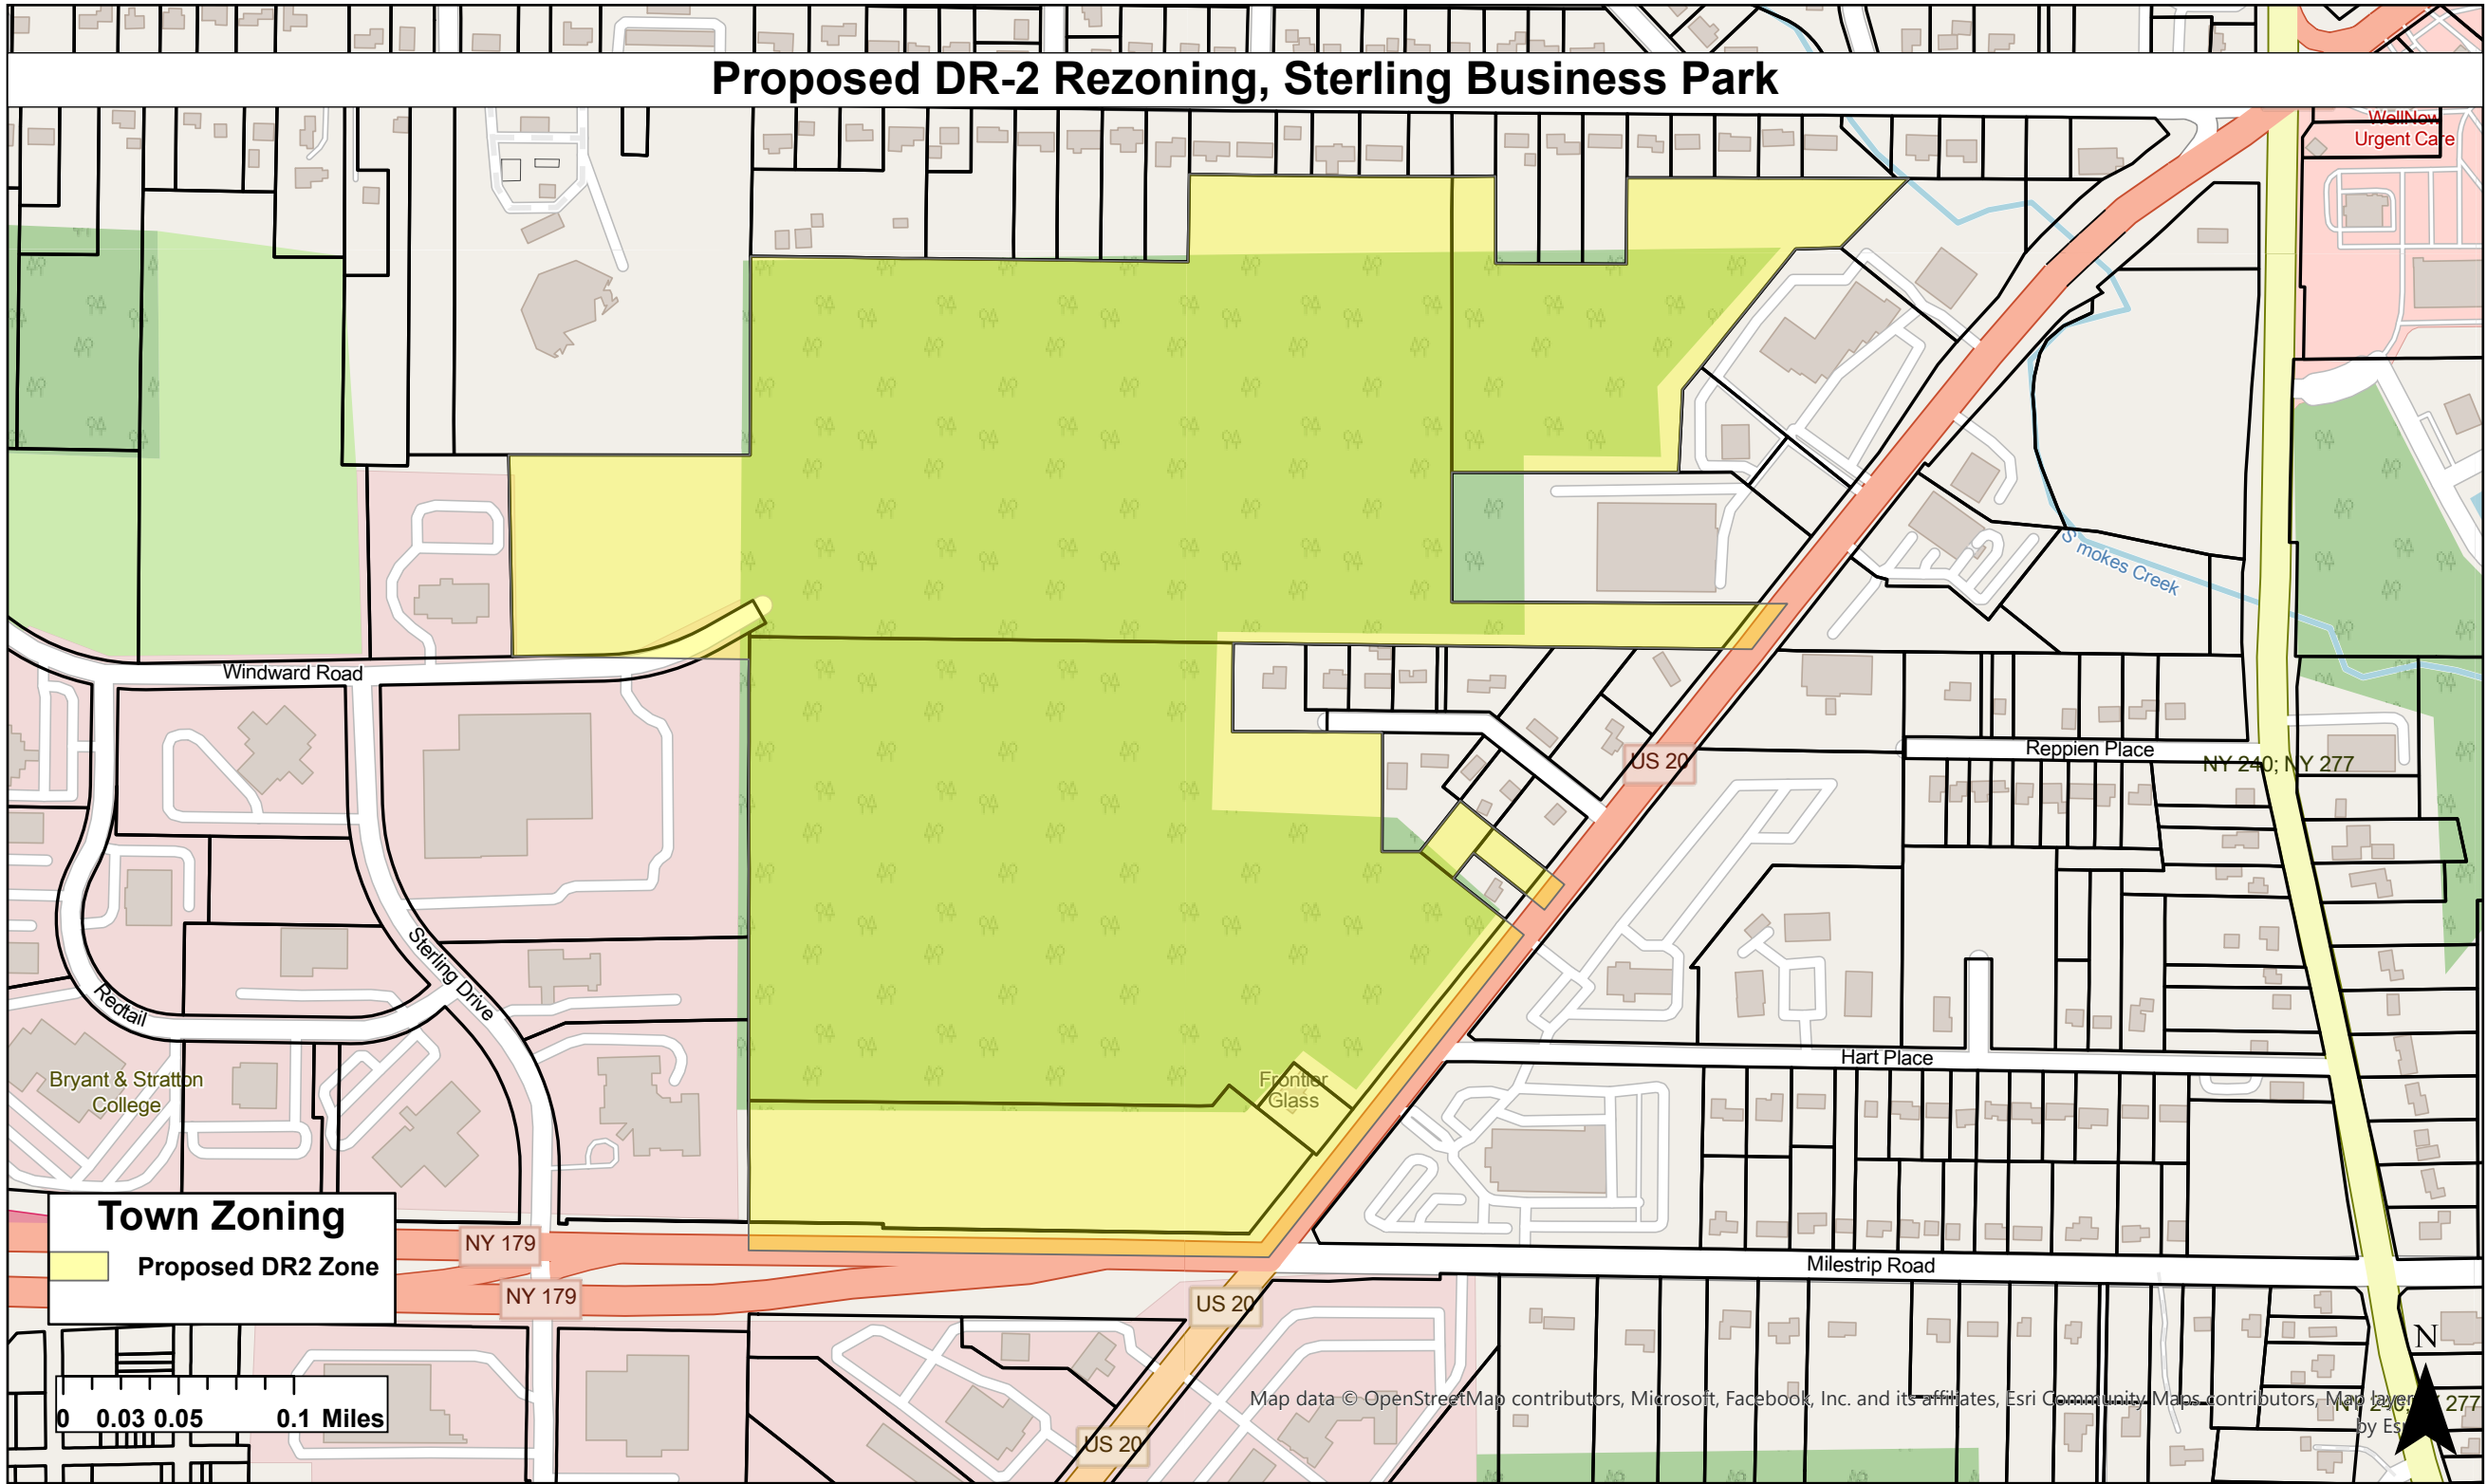 Proposed DR-2 Rezoning, Sterling Business Park
WellNow
Urgent Care
S mokes Creek
Windward Road
US 20
Reppien Place
NY 240; NY 277
Sterling Drive
Redtail
Hart Place
Bryant & Stratton
College
Frontier
Glass
Town Zoning
Proposed DR2 Zone
NY 179
NY 179
Milestrip Road
US 20
N
0 0.03 0.05 0.1 Miles
US 20
Map data © OpenStreetMap contributors, Microsoft, Facebook, Inc. and its affiliates, Esri Community Maps contributors, Map layer
277